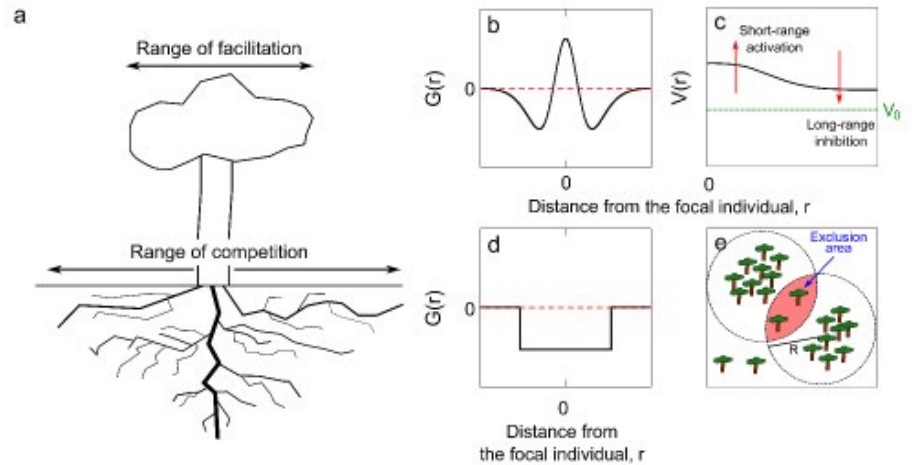 a
Range of facilitation
Range of competition
b
G(r)
0
0
c
V(r)
Short-range
activation
V₀
Long-range
inhibition
0
Distance from the focal individual, r
d
G(r)
0
0
Distance from
the focal individual, r
e
Exclusion
area
R